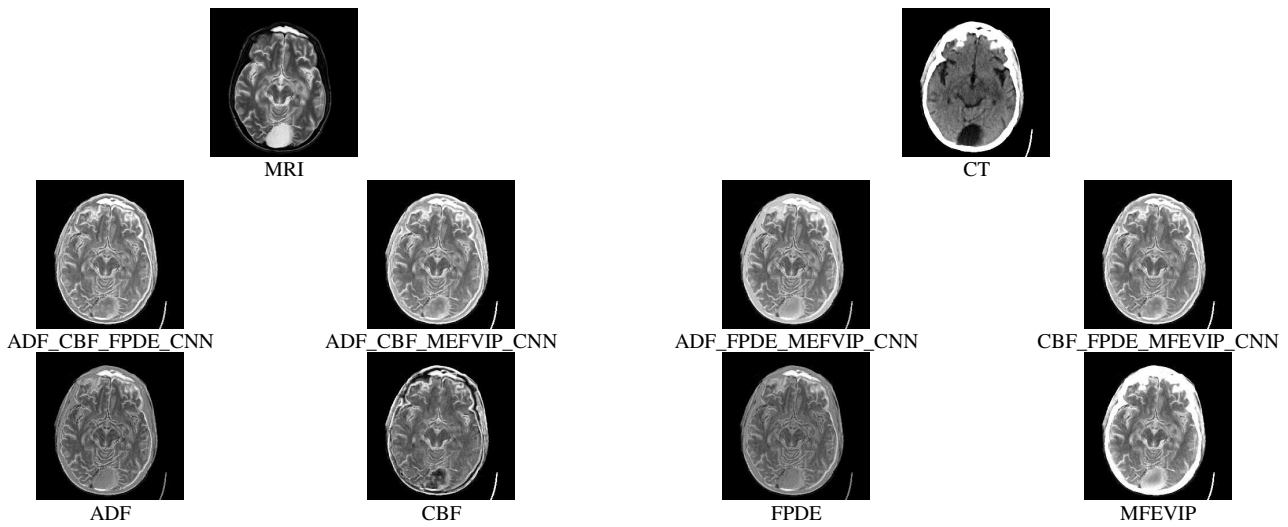 MRI CT
ADF_CBF_FPDE_CNN ADF_CBF_MEFVIP_CNN ADF_FPDE_MEFVIP_CNN CBF_FPDE_MFEVIP_CNN
ADF CBF FPDE MFEVIP